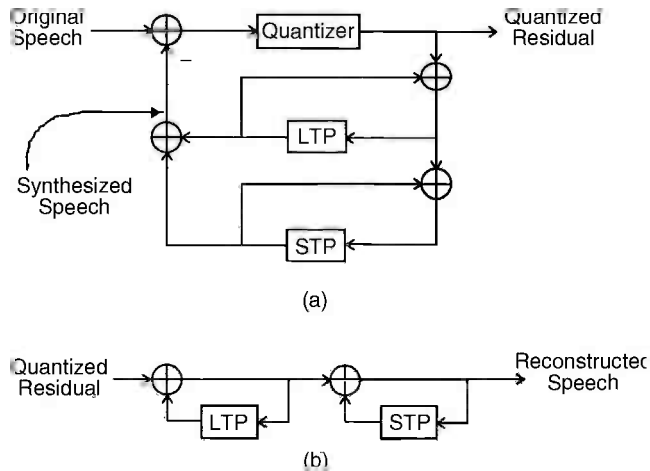 Original
Speech
Quantizer
Quantized
Residual
–
LTP
Synthesized
Speech
STP
(a)
Quantized
Residual
LTP
STP
Reconstructed
Speech
(b)